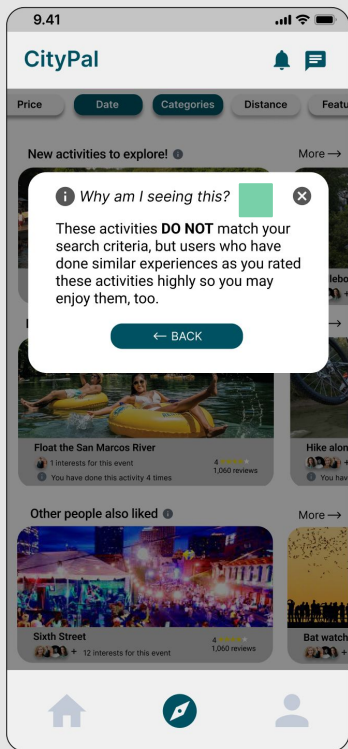 9.41
CityPal
Price Date Categories Distance Featu
New activities to explore! More →
Why am I seeing this?
These activities DO NOT match your
search criteria, but users who have
done similar experiences as you rated
these activities highly so you may
enjoy them, too.
← BACK
Float the San Marcos River
1 interests for this event
4
1,060 reviews
You have done this activity 4 times
Hike alon
You hav
Other people also liked More →
Sixth Street
+ 12 interests for this event
4
1,060 reviews
Bat watch
+